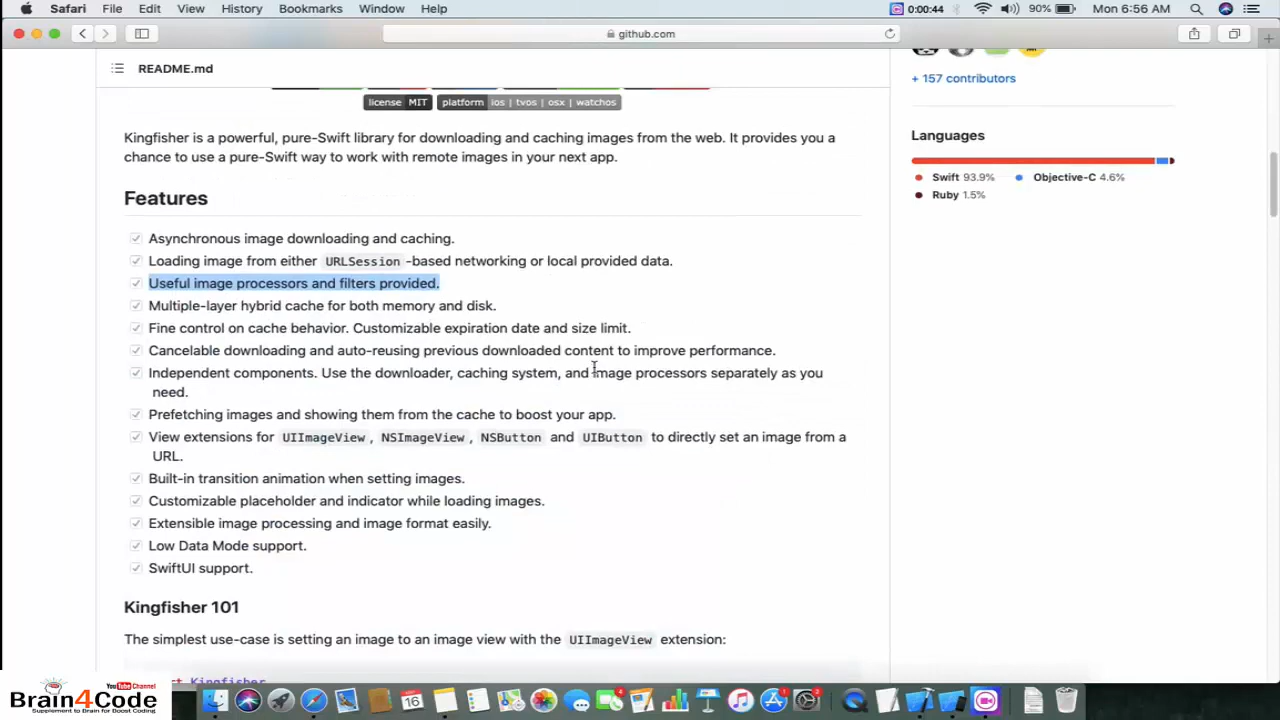 Safari File Edit View History Bookmarks Window Help 0:00:44 90% Mon 6:56 AM
github.com
README.md
+ 157 contributors
license MIT platform ios | tvos | osx | watchos
Kingfisher is a powerful, pure-Swift library for downloading and caching images from the web. It provides you a
chance to use a pure-Swift way to work with remote images in your next app.
Languages
Swift 93.9% Objective-C 4.6%
Ruby 1.5%
Features
Asynchronous image downloading and caching.
Loading image from either URLSession -based networking or local provided data.
Useful image processors and filters provided.
Multiple-layer hybrid cache for both memory and disk.
Fine control on cache behavior. Customizable expiration date and size limit.
Cancelable downloading and auto-reusing previous downloaded content to improve performance.
Independent components. Use the downloader, caching system, and image processors separately as you
need.
Prefetching images and showing them from the cache to boost your app.
View extensions for UIImageView , NSImageView , NSButton and UIButton to directly set an image from a
URL.
Built-in transition animation when setting images.
Customizable placeholder and indicator while loading images.
Extensible image processing and image format easily.
Low Data Mode support.
SwiftUI support.
Kingfisher 101
The simplest use-case is setting an image to an image view with the UIImageView extension:
Kingfisher
YouTube Channel
Brain4Code
Supplement to Brain for Boost Coding
16